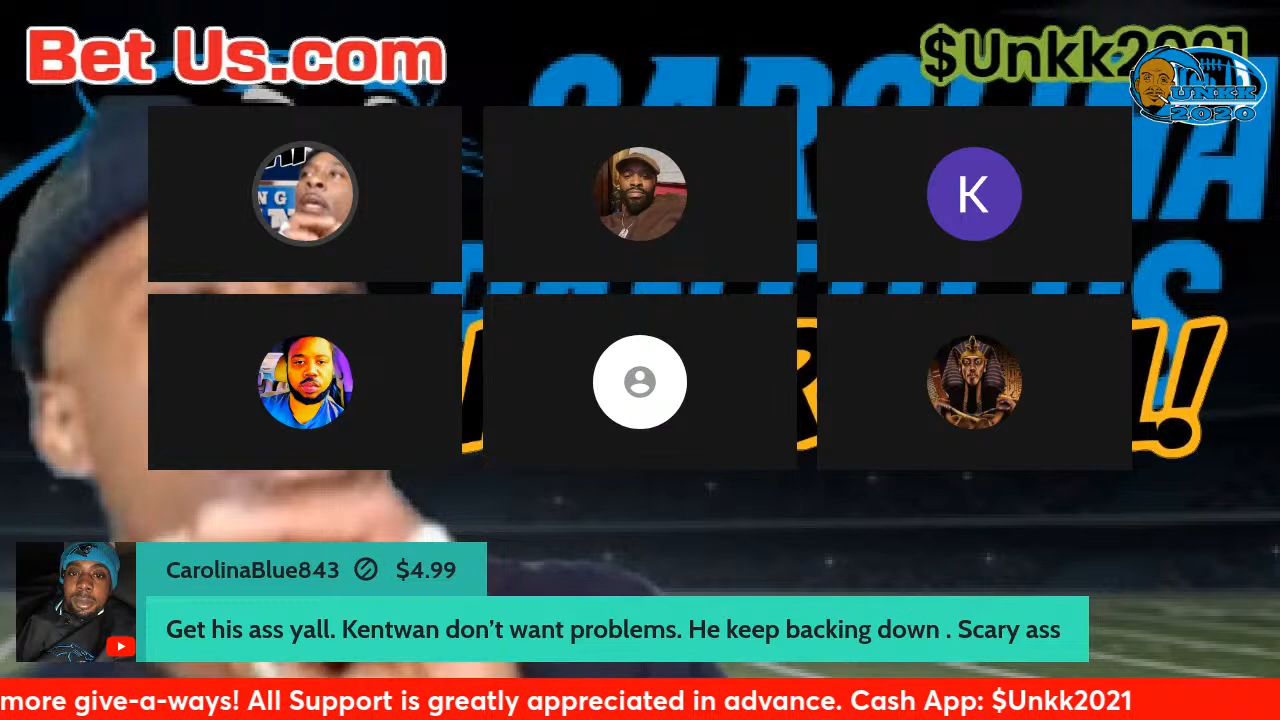 Bet Us.com
$Unkk2021
UNKK
2020
CAROLINA
K
CarolinaBlue843 $4.99
Get his ass yall. Kentwan don’t want problems. He keep backing down . Scary ass
more give-a-ways! All Support is greatly appreciated in advance. Cash App: $Unkk2021